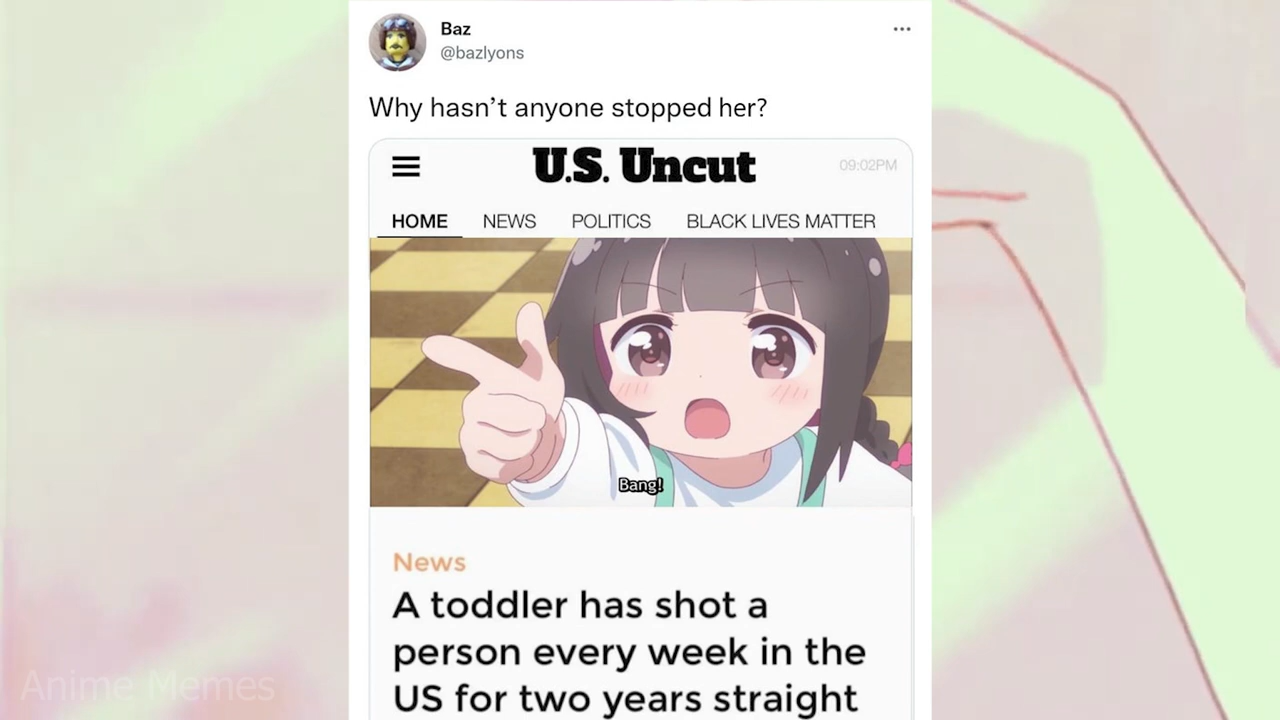 Baz
@bazlyons
Why hasn't anyone stopped her?
U.S. Uncut
09:02PM
HOME NEWS POLITICS BLACK LIVES MATTER
Bang!
News
A toddler has shot a
person every week in the
US for two years straight
Anime Memes